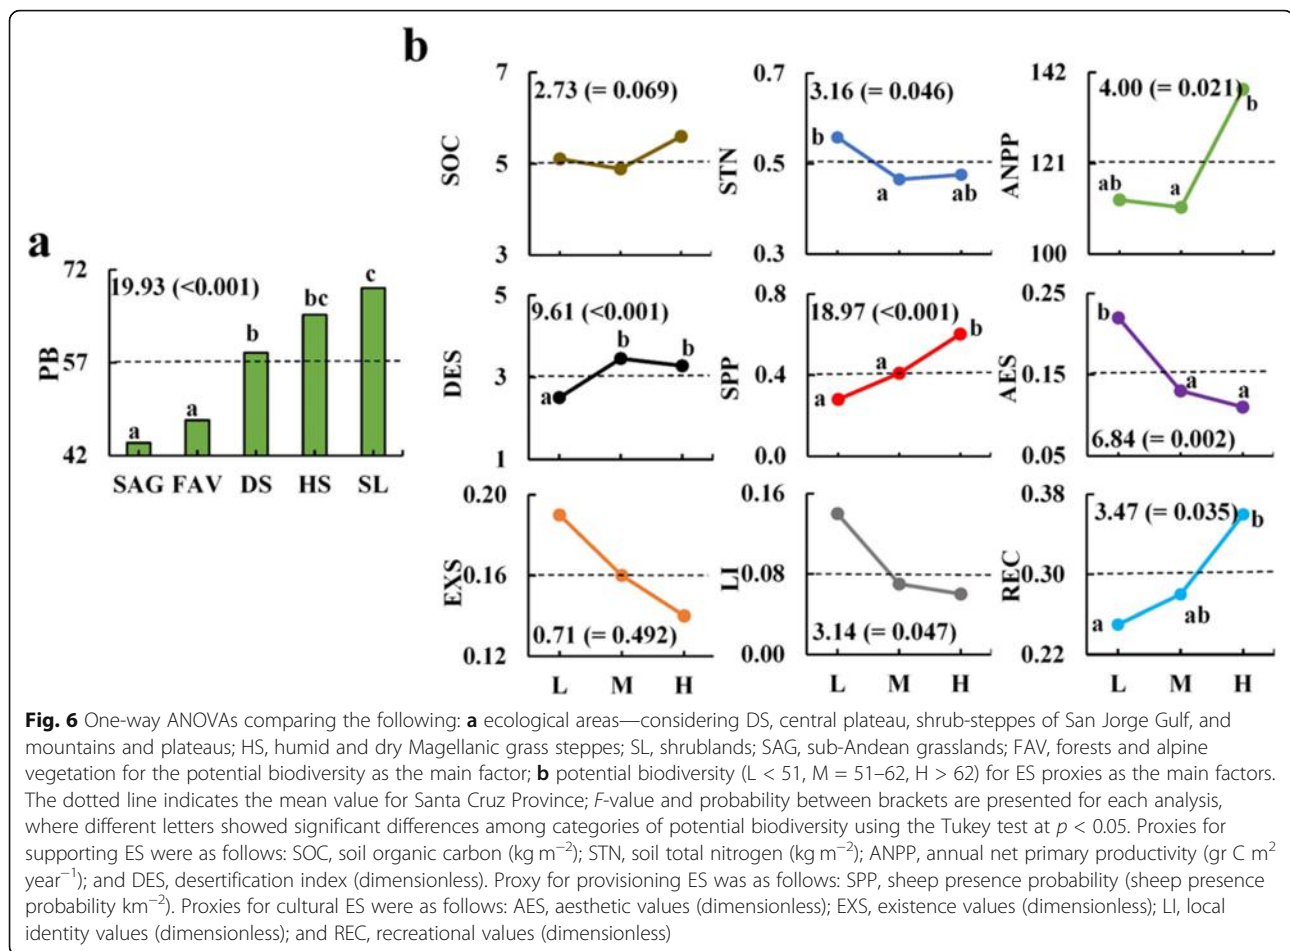 b
7
5
3
SOC
2.73 (= 0.069)
0.7
0.5
0.3
STN
3.16 (= 0.046)
b
a
ab
142
121
100
ANPP
4.00 (= 0.021)
ab
a
b
a
72
57
42
PB
19.93 (<0.001)
a
a
b
bc
c
SAG FAV DS HS SL
5
3
1
DES
9.61 (<0.001)
a
b
b
0.8
0.4
0.0
SPP
18.97 (<0.001)
a
a
b
0.25
0.15
0.05
AES
b
a
a
6.84 (= 0.002)
0.20
0.16
0.12
EXS
0.71 (= 0.492)
L M H
0.16
0.08
0.00
LI
3.14 (= 0.047)
L M H
0.38
0.30
0.22
REC
3.47 (= 0.035)
a
ab
b
L M H
Fig. 6 One-way ANOVAs comparing the following: a ecological areas—considering DS, central plateau, shrub-steppes of San Jorge Gulf, and
mountains and plateaus; HS, humid and dry Magellanic grass steppes; SL, shrublands; SAG, sub-Andean grasslands; FAV, forests and alpine
vegetation for the potential biodiversity as the main factor; b potential biodiversity (L < 51, M = 51–62, H > 62) for ES proxies as the main factors.
The dotted line indicates the mean value for Santa Cruz Province; F-value and probability between brackets are presented for each analysis,
where different letters showed significant differences among categories of potential biodiversity using the Tukey test at p < 0.05. Proxies for
supporting ES were as follows: SOC, soil organic carbon (kg m−2); STN, soil total nitrogen (kg m−2); ANPP, annual net primary productivity (gr C m2
year−1); and DES, desertification index (dimensionless). Proxy for provisioning ES was as follows: SPP, sheep presence probability (sheep presence
probability km−2). Proxies for cultural ES were as follows: AES, aesthetic values (dimensionless); EXS, existence values (dimensionless); LI, local
identity values (dimensionless); and REC, recreational values (dimensionless)